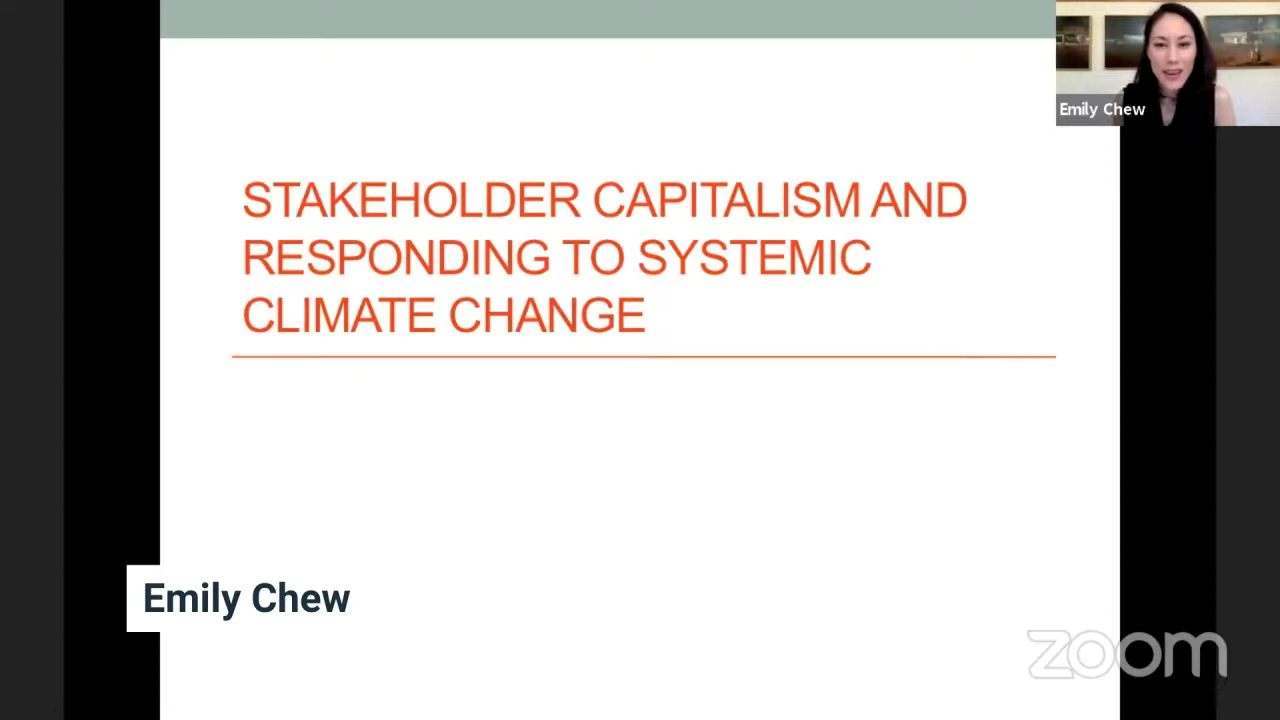 Emily Chew
STAKEHOLDER CAPITALISM AND
RESPONDING TO SYSTEMIC
CLIMATE CHANGE
Emily Chew
zoom